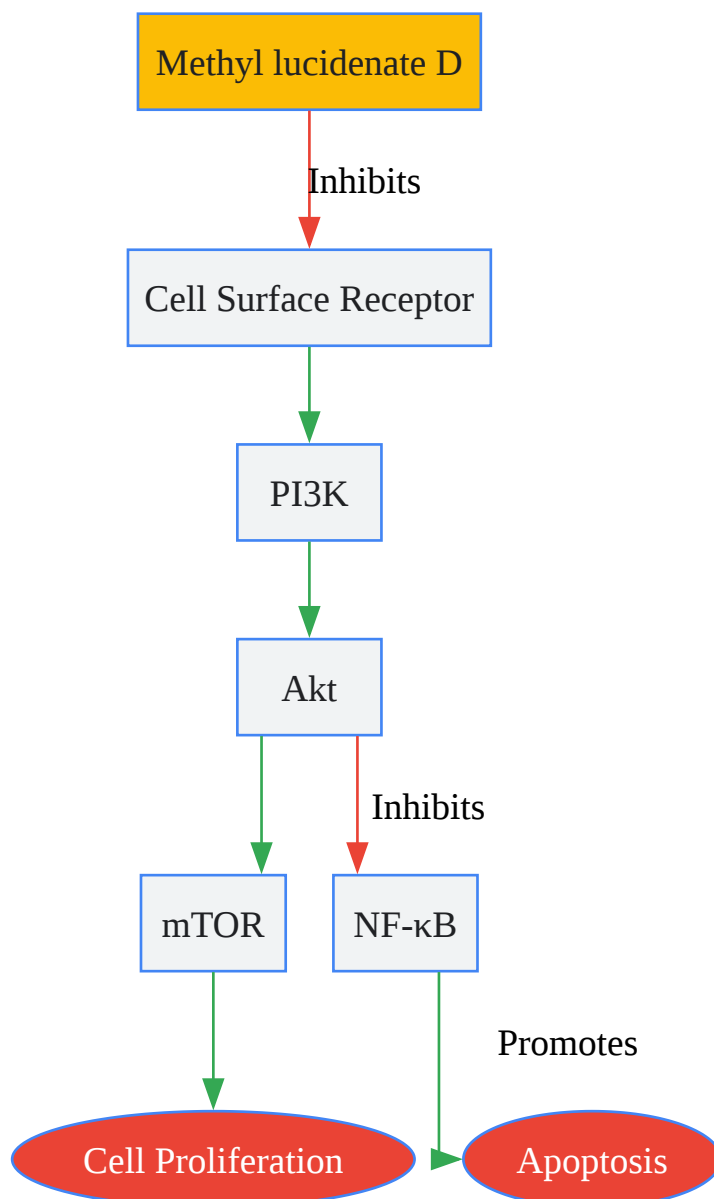 Methyl lucidenate D
Inhibits
Cell Surface Receptor
PI3K
Akt
Inhibits
mTOR
NF-κB
Promotes
Cell Proliferation
Apoptosis